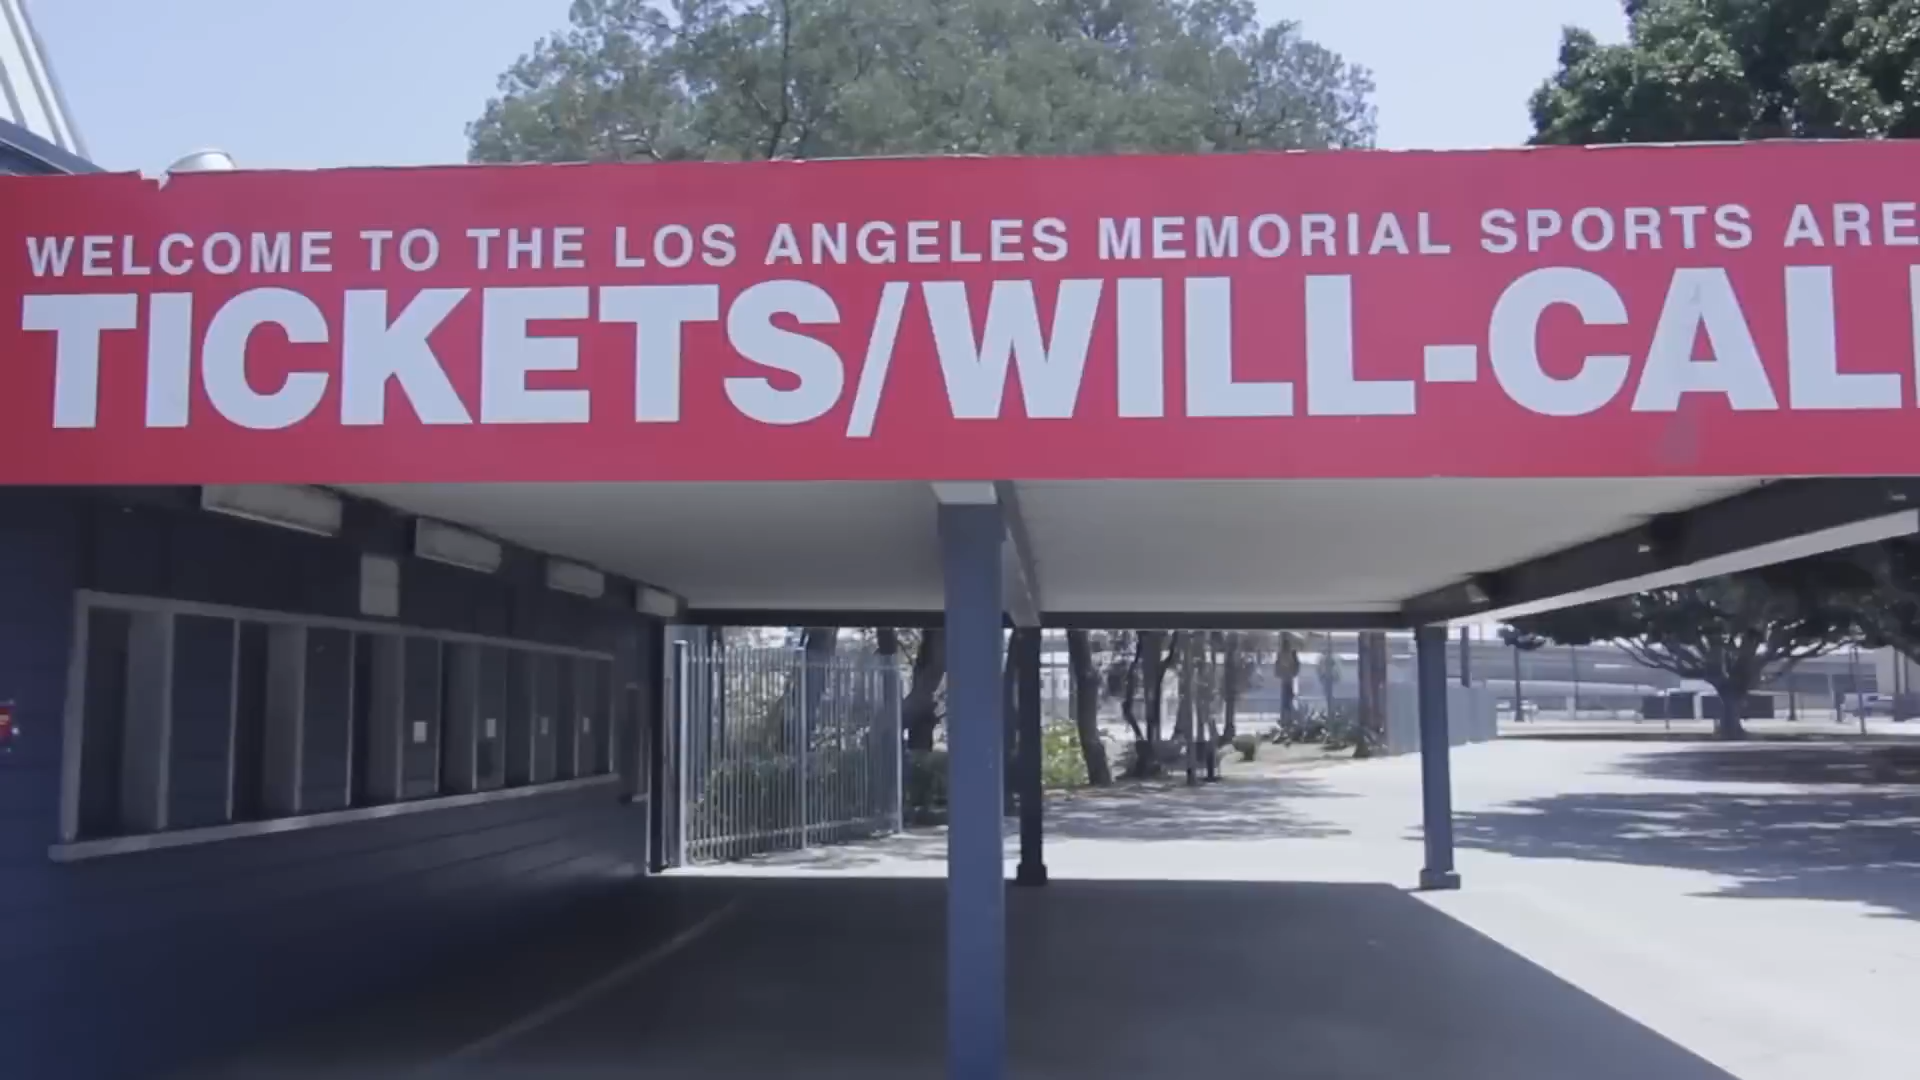 WELCOME TO THE LOS ANGELES MEMORIAL SPORTS ARE
TICKETS/WILL-CAL